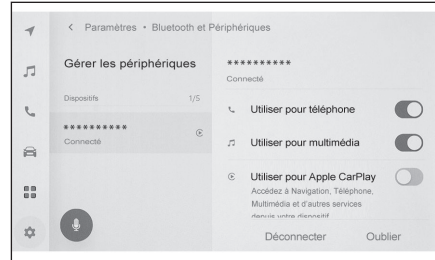 < Paramètres • Bluetooth et Périphériques
Gérer les périphériques
Dispositifs 1/5
**********
Connecté
**********
Connecté
Utiliser pour téléphone
Utiliser pour multimédia
Utiliser pour Apple CarPlay
Accédez à Navigation, Téléphone,
Multimédia et d'autres services
depuis votre dispositif
Déconnecter Oublier